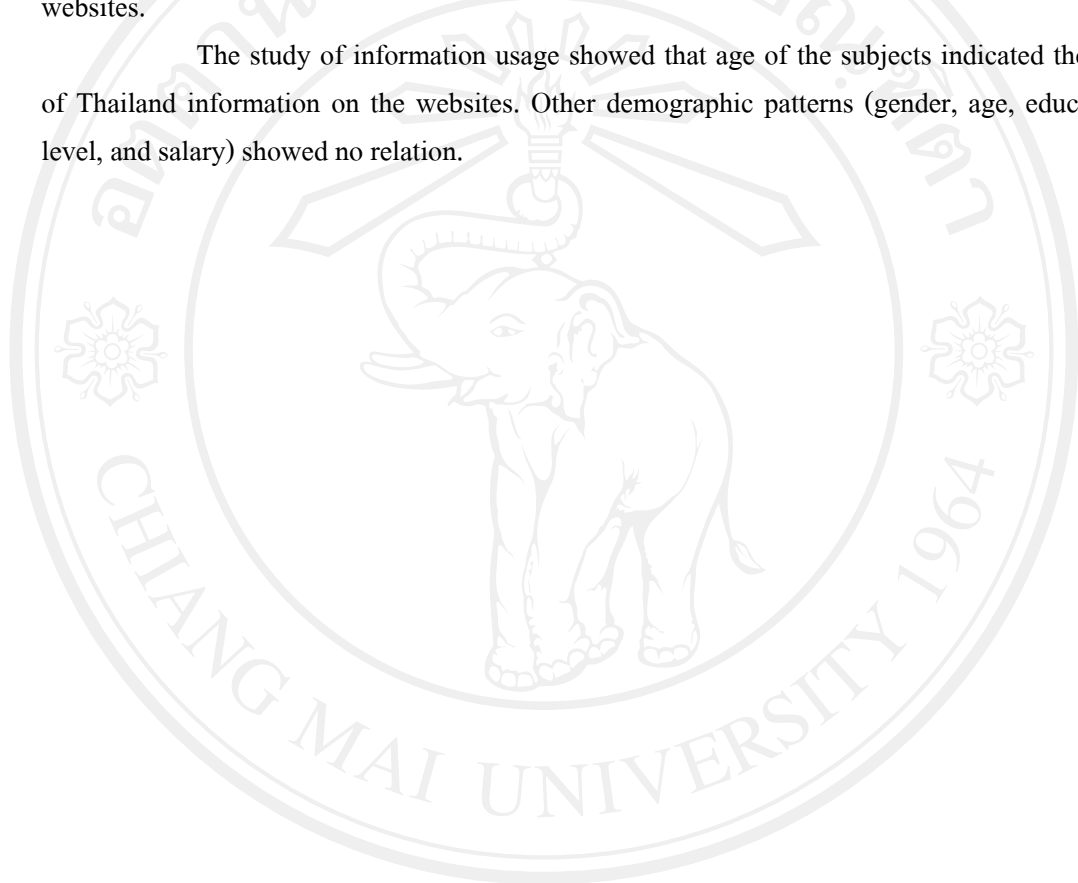 websites.
The study of information usage showed that age of the subjects indicated the
of Thailand information on the websites. Other demographic patterns (gender, age, educ
level, and salary) showed no relation.
CHIANG MAI UNIVERSITY 1964